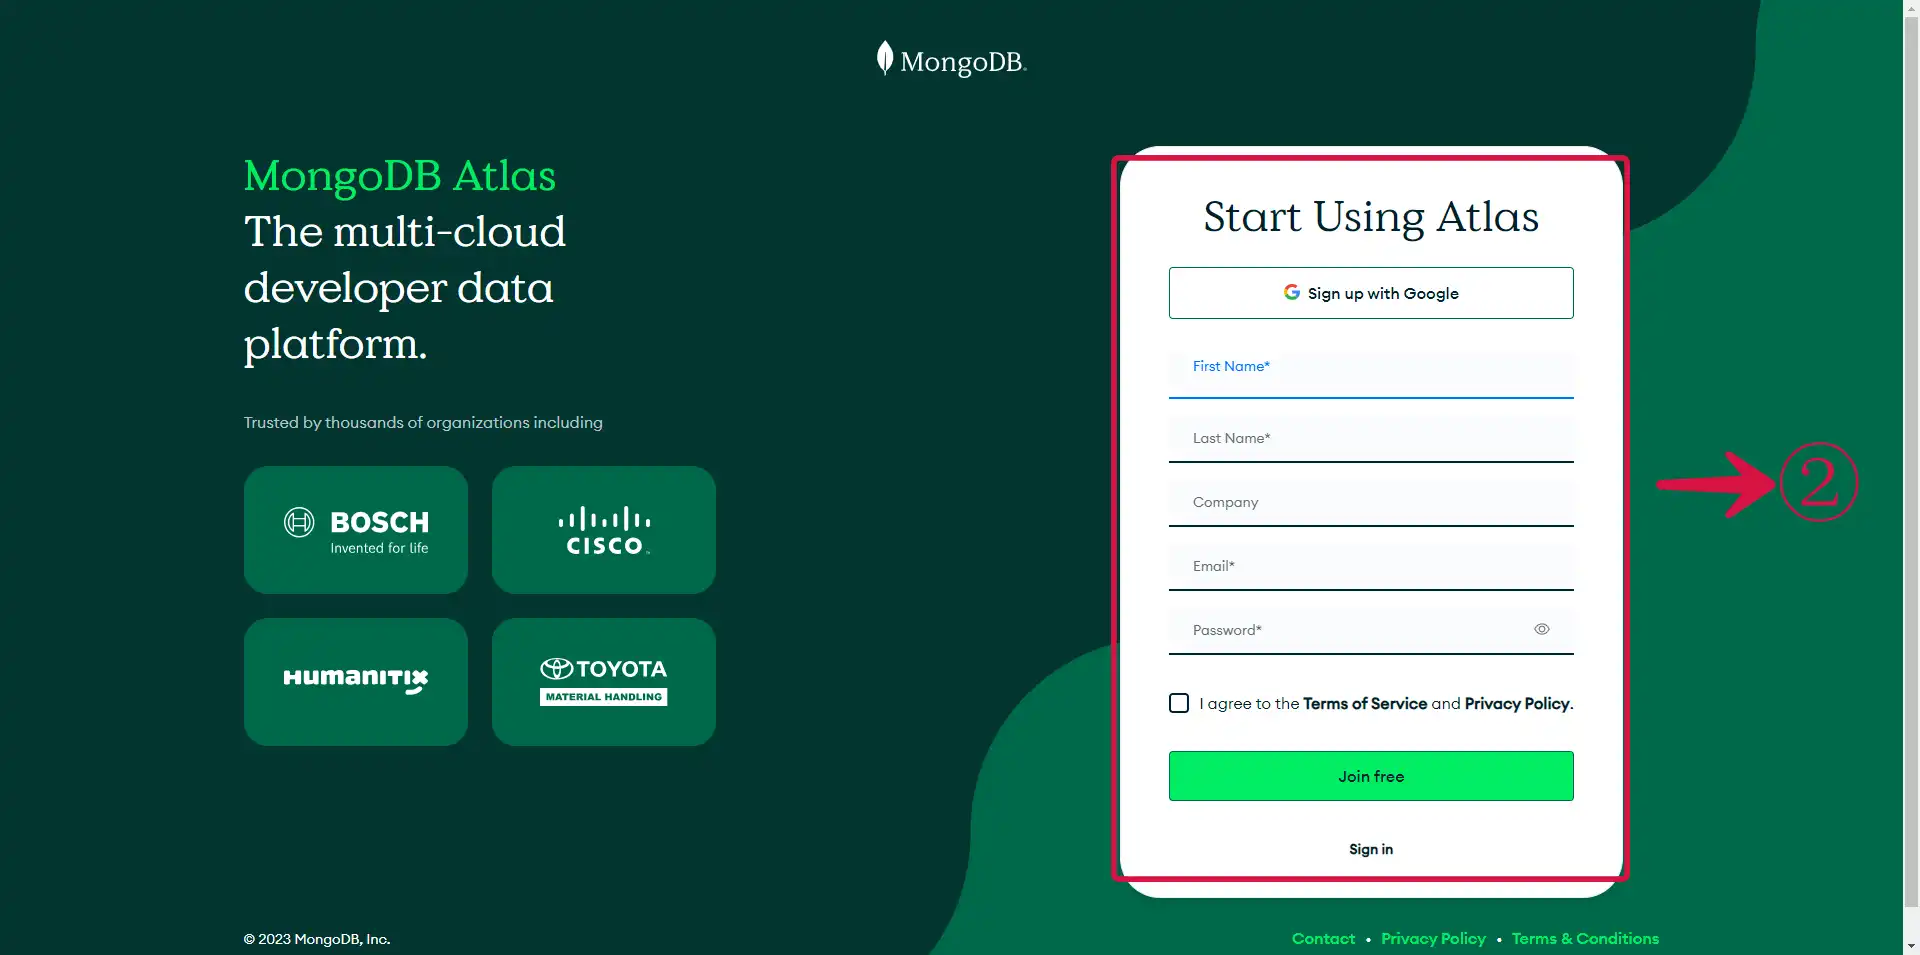 MongoDB.
MongoDB Atlas
The multi-cloud
developer data
platform.
Trusted by thousands of organizations including
BOSCH
Invented for life
CISCO
HUMANITIX
TOYOTA
MATERIAL HANDLING
Start Using Atlas
Sign up with Google
First Name*
Last Name*
Company
Email*
Password*
I agree to the Terms of Service and Privacy Policy.
Join free
Sign in
②
© 2023 MongoDB, Inc.
Contact • Privacy Policy • Terms & Conditions